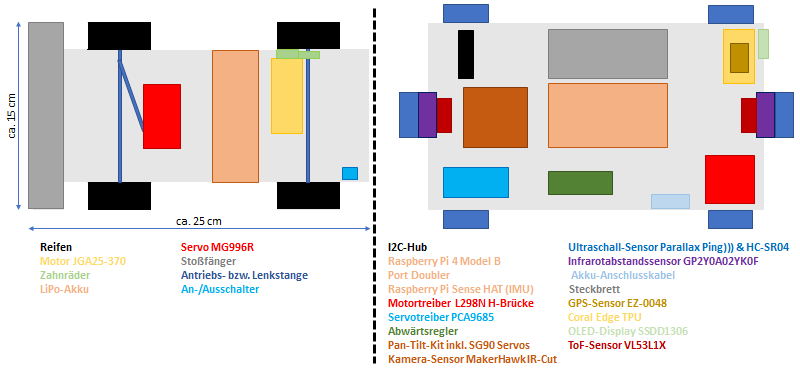 ca. 15 cm
ca. 25 cm
Reifen
Motor JGA25-370
Zahnräder
LiPo-Akku
Servo MG996R
Stoßfänger
Antriebs- bzw. Lenkstange
An-/Ausschalter
I2C-Hub
Raspberry Pi 4 Model B
Port Doubler
Raspberry Pi Sense HAT (IMU)
Motortreiber L298N H-Brücke
Servotreiber PCA9685
Abwärtsregler
Pan-Tilt-Kit inkl. SG90 Servos
Kamera-Sensor MakerHawk IR-Cut
Ultraschall-Sensor Parallax Ping))) & HC-SR04
Infrarotabstandssensor GP2Y0A02YK0F
Akku-Anschlusskabel
Steckbrett
GPS-Sensor EZ-0048
Coral Edge TPU
OLED-Display SSDD1306
ToF-Sensor VL53L1X